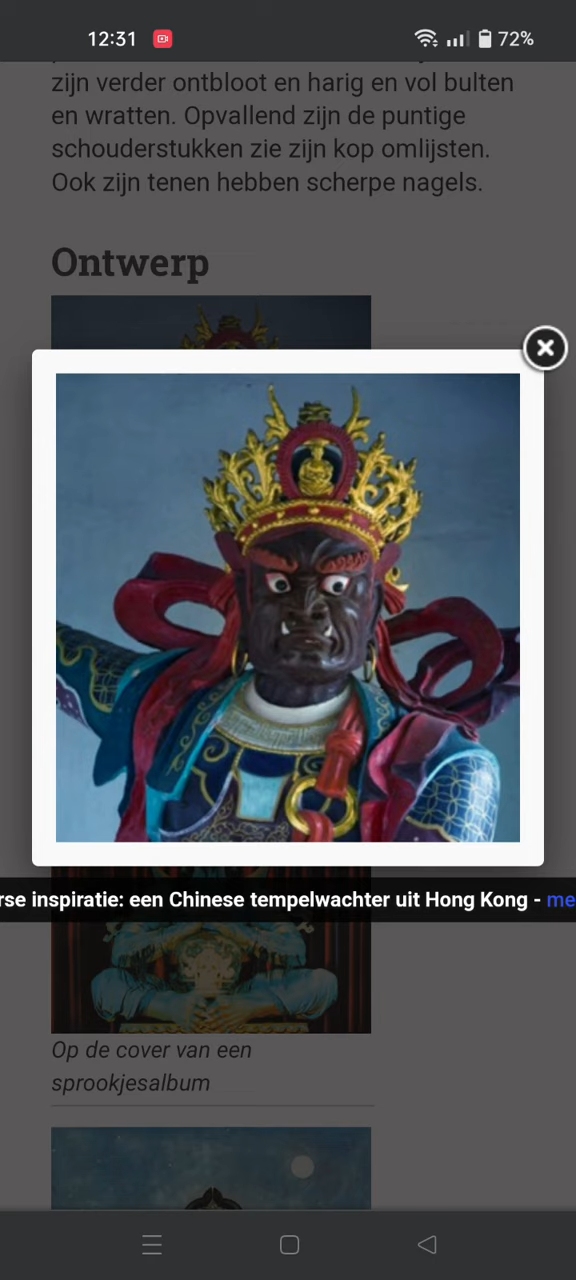 12:31
72%
zijn verder ontbloot en harig en vol bulten
en wratten. Opvallend zijn de puntige
schouderstukken zie zijn kop omlijsten.
Ook zijn tenen hebben scherpe nagels.
Ontwerp
rse inspiratie: een Chinese tempelwachter uit Hong Kong - me
Op de cover van een
sprookjesalbum